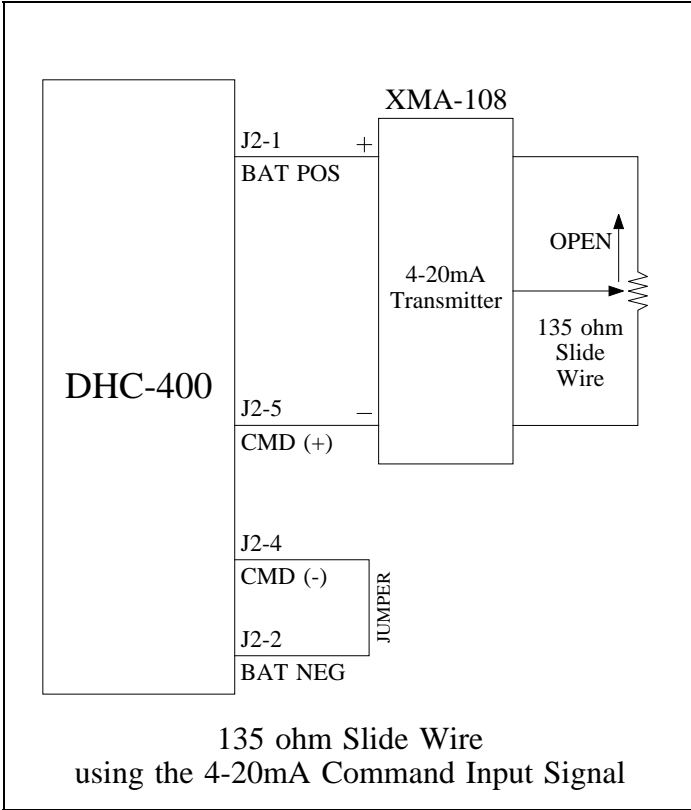 XMA-108
J2-1
+
BAT POS
OPEN
4-20mA
Transmitter
135 ohm
Slide
Wire
DHC-400
J2-5
−
CMD (+)
J2-4
CMD (-)
JUMPER
J2-2
BAT NEG
135 ohm Slide Wire
using the 4-20mA Command Input Signal